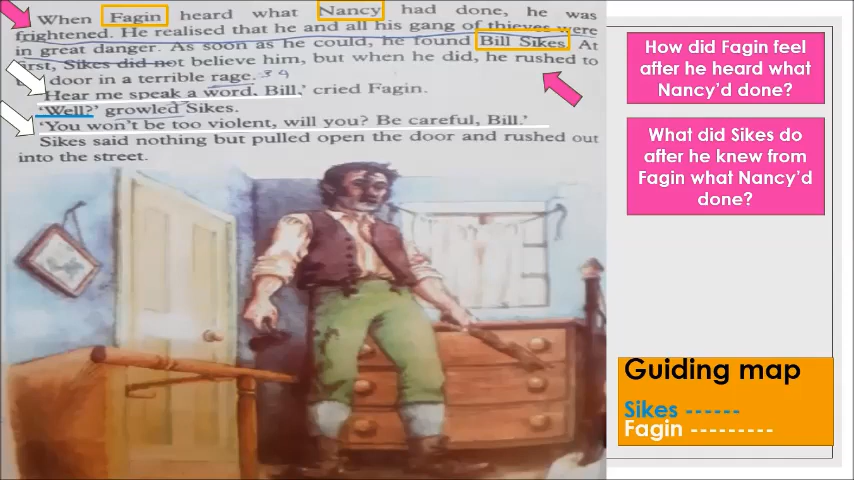 When Fagin heard what Nancy had done, he was
frightened. He realised that he and all his gang of thieves were
in great danger. As soon as he could, he found Bill Sikes. At
first, Sikes did not believe him, but when he did, he rushed to
door in a terrible rage.
'Hear me speak a word, Bill.' cried Fagin.
'Well?' growled Sikes.
'You won't be too violent, will you? Be careful, Bill.'
Sikes said nothing but pulled open the door and rushed out
into the street.
How did Fagin feel
after he heard what
Nancy'd done?
What did Sikes do
after he knew from
Fagin what Nancy'd
done?
Guiding map
Sikes ------
Fagin ---------